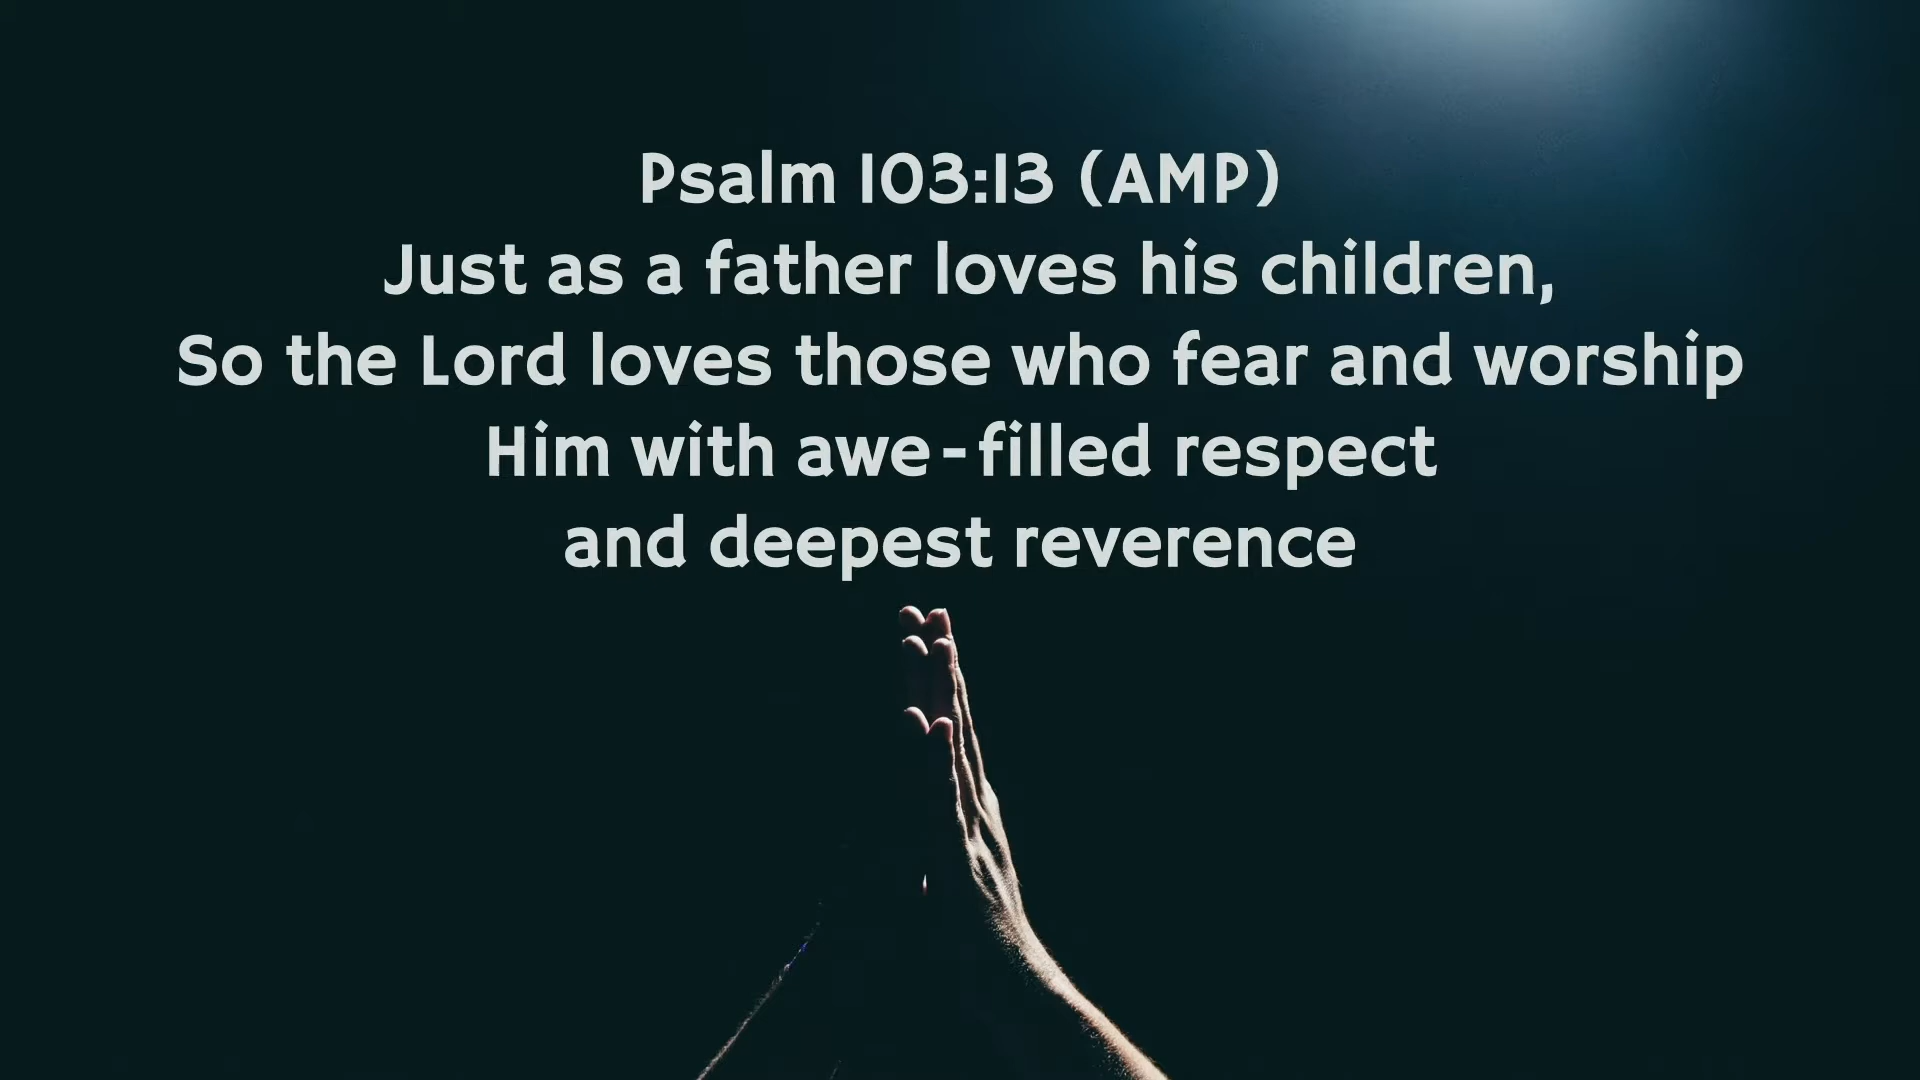 Psalm 103:13 (AMP)
Just as a father loves his children,
So the Lord loves those who fear and worship
Him with awe-filled respect
and deepest reverence